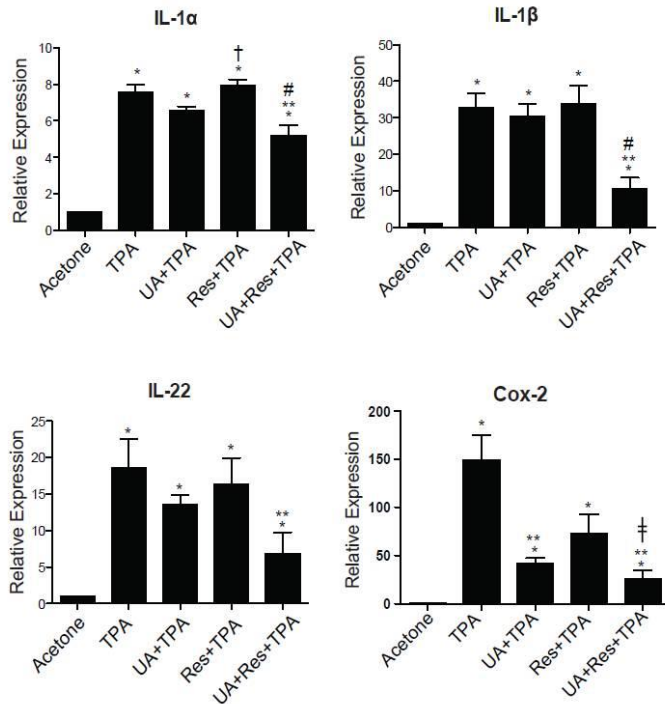 IL-1α
Relative Expression
10
8
6
4
2
0
*
*
†
*
#
**
*
Acetone
TPA
UA+TPA
Res+TPA
UA+Res+TPA
IL-1β
Relative Expression
50
40
30
20
10
0
*
*
*
#
**
*
Acetone
TPA
UA+TPA
Res+TPA
UA+Res+TPA
IL-22
Relative Expression
25
20
15
10
5
0
*
*
*
**
*
Acetone
TPA
UA+TPA
Res+TPA
UA+Res+TPA
Cox-2
Relative Expression
200
150
100
50
0
*
**
*
*
‡
**
*
Acetone
TPA
UA+TPA
Res+TPA
UA+Res+TPA